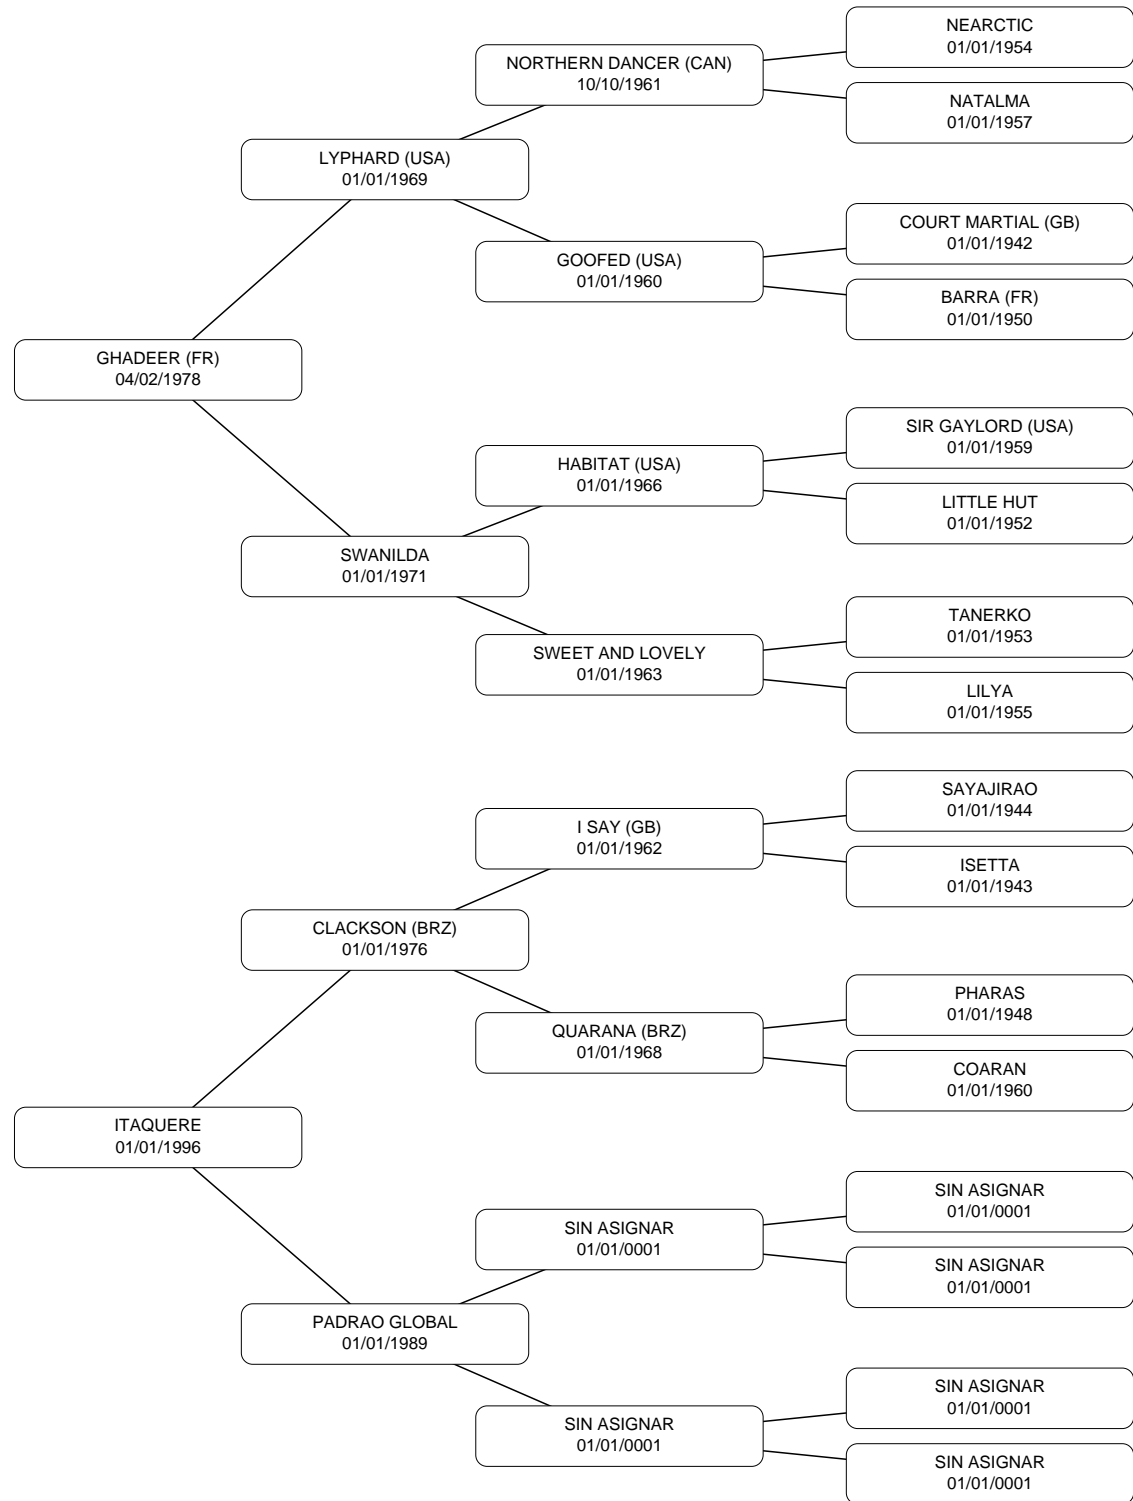 NEARCTIC
01/01/1954
NORTHERN DANCER (CAN)
10/10/1961
NATALMA
01/01/1957
LYPHARD (USA)
01/01/1969
COURT MARTIAL (GB)
01/01/1942
GOOFED (USA)
01/01/1960
BARRA (FR)
01/01/1950
GHADEER (FR)
04/02/1978
SIR GAYLORD (USA)
01/01/1959
HABITAT (USA)
01/01/1966
LITTLE HUT
01/01/1952
SWANILDA
01/01/1971
TANERKO
01/01/1953
SWEET AND LOVELY
01/01/1963
LILYA
01/01/1955
SAYAJIRAO
01/01/1944
I SAY (GB)
01/01/1962
ISETTA
01/01/1943
CLACKSON (BRZ)
01/01/1976
PHARAS
01/01/1948
QUARANA (BRZ)
01/01/1968
COARAN
01/01/1960
ITAQUERE
01/01/1996
SIN ASIGNAR
01/01/0001
SIN ASIGNAR
01/01/0001
SIN ASIGNAR
01/01/0001
PADRAO GLOBAL
01/01/1989
SIN ASIGNAR
01/01/0001
SIN ASIGNAR
01/01/0001
SIN ASIGNAR
01/01/0001